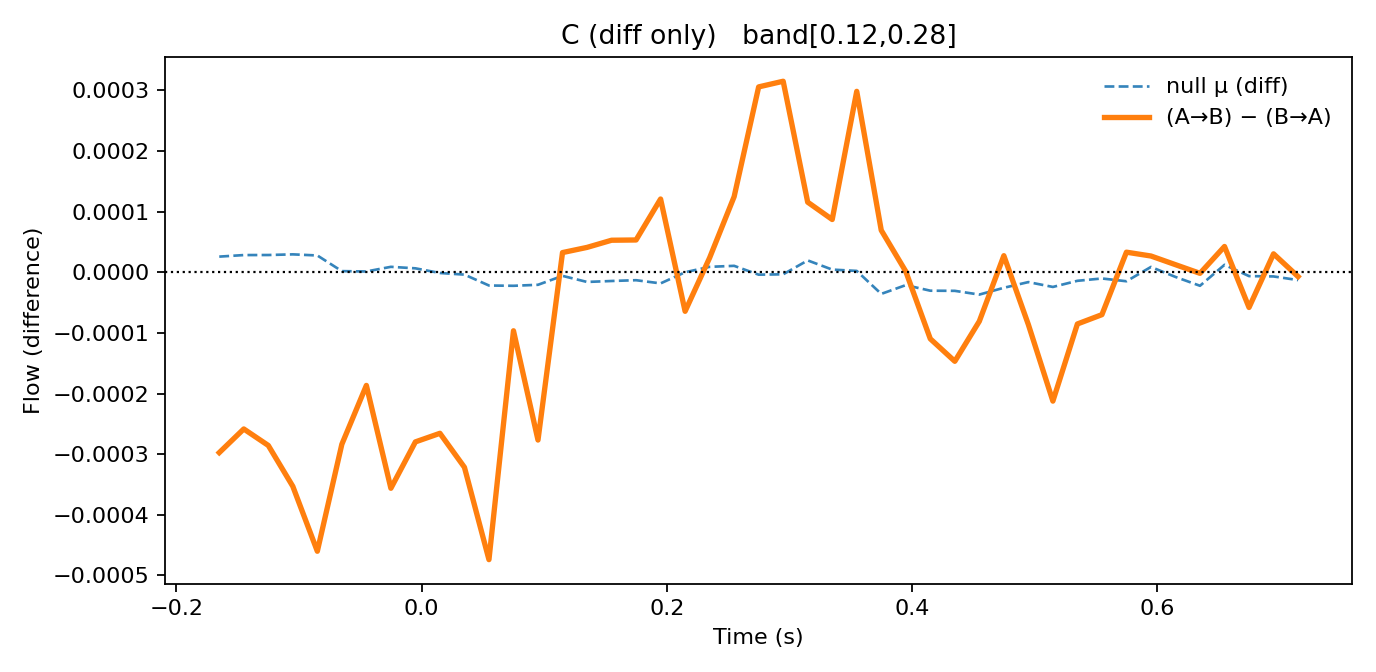 C (diff only)   band[0.12,0.28]
null μ (diff)
(A→B) − (B→A)
Flow (difference)
0.0003
0.0002
0.0001
0.0000
−0.0001
−0.0002
−0.0003
−0.0004
−0.0005
−0.2
0.0
0.2
0.4
0.6
Time (s)